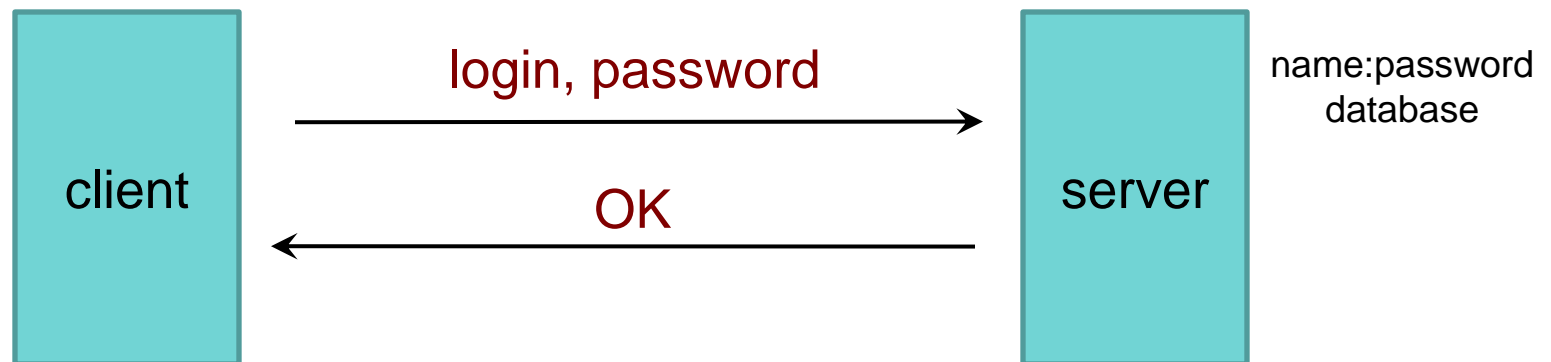 client
login, password
OK
server
name:password
database